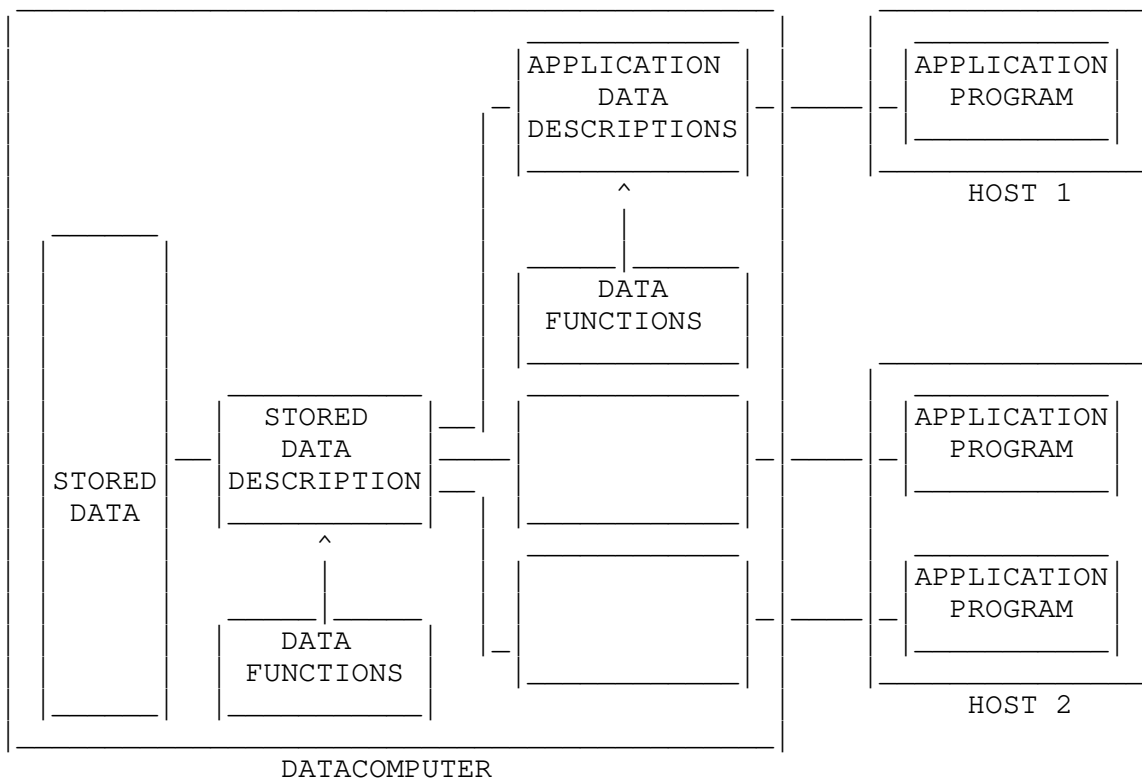 APPLICATION
DATA
DESCRIPTIONS
APPLICATION
PROGRAM
HOST 1
DATA
FUNCTIONS
STORED
DATA
STORED
DATA
DESCRIPTION
APPLICATION
PROGRAM
APPLICATION
PROGRAM
DATA
FUNCTIONS
HOST 2
DATACOMPUTER